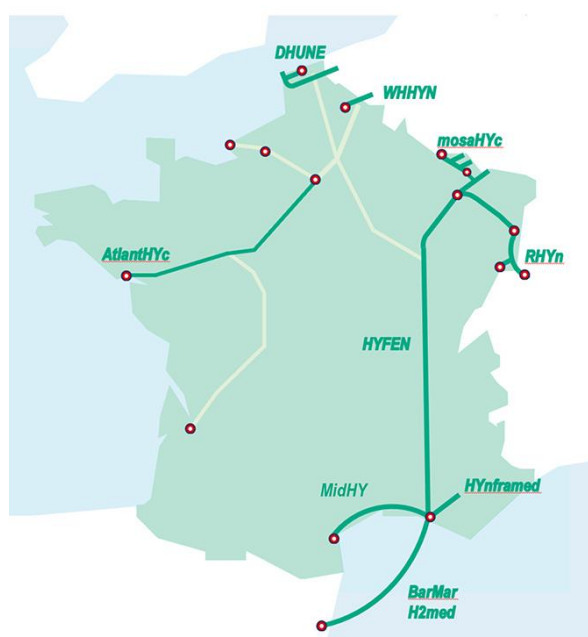 DHUNE
WHHYN
mosaHYc
AtlantHYc
RHYn
HYFEN
MidHY
HYnframed
BarMar
H2med